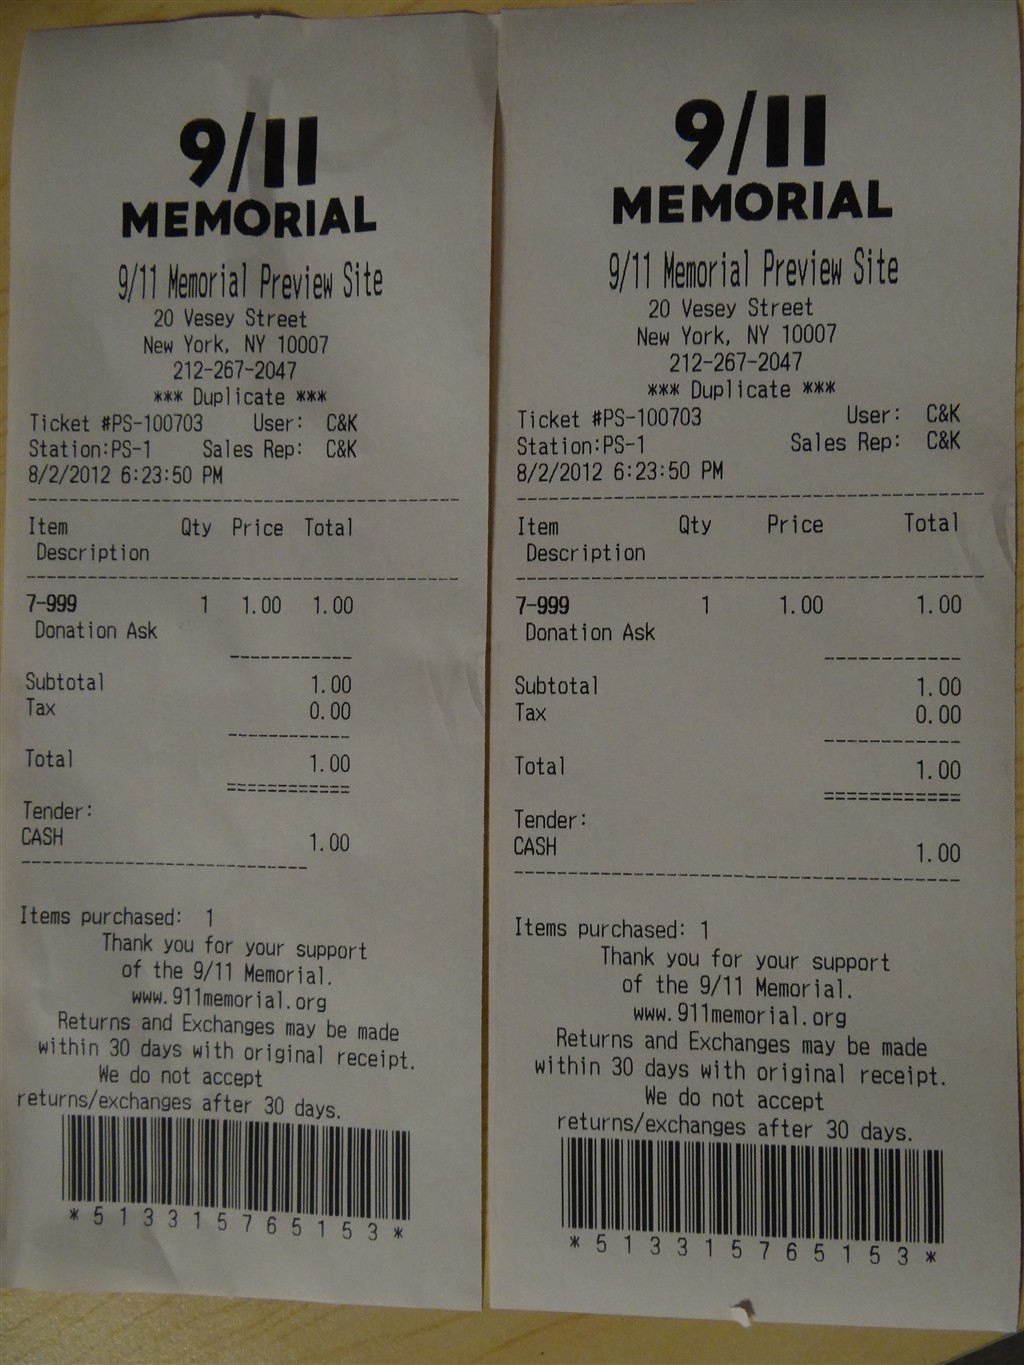 9/11
MEMORIAL
9/11 Memorial Preview Site
20 Vesey Street
New York, NY 10007
212-267-2047
*** Duplicate ***
Ticket #PS-100703 User: C&K
Station:PS-1 Sales Rep: C&K
8/2/2012 6:23:50 PM
Item Qty Price Total
Description
7-999 1 1.00 1.00
Donation Ask
Subtotal 1.00
Tax 0.00
Total 1.00
Tender:
CASH 1.00
Items purchased: 1
Thank you for your support
of the 9/11 Memorial.
www.911memorial.org
Returns and Exchanges may be made
within 30 days with original receipt.
We do not accept
returns/exchanges after 30 days.
*513315765153*
9/11
MEMORIAL
9/11 Memorial Preview Site
20 Vesey Street
New York, NY 10007
212-267-2047
*** Duplicate ***
Ticket #PS-100703 User: C&K
Station:PS-1 Sales Rep: C&K
8/2/2012 6:23:50 PM
Item Qty Price Total
Description
7-999 1 1.00 1.00
Donation Ask
Subtotal 1.00
Tax 0.00
Total 1.00
Tender:
CASH 1.00
Items purchased: 1
Thank you for your support
of the 9/11 Memorial.
www.911memorial.org
Returns and Exchanges may be made
within 30 days with original receipt.
We do not accept
returns/exchanges after 30 days.
*513315765153*